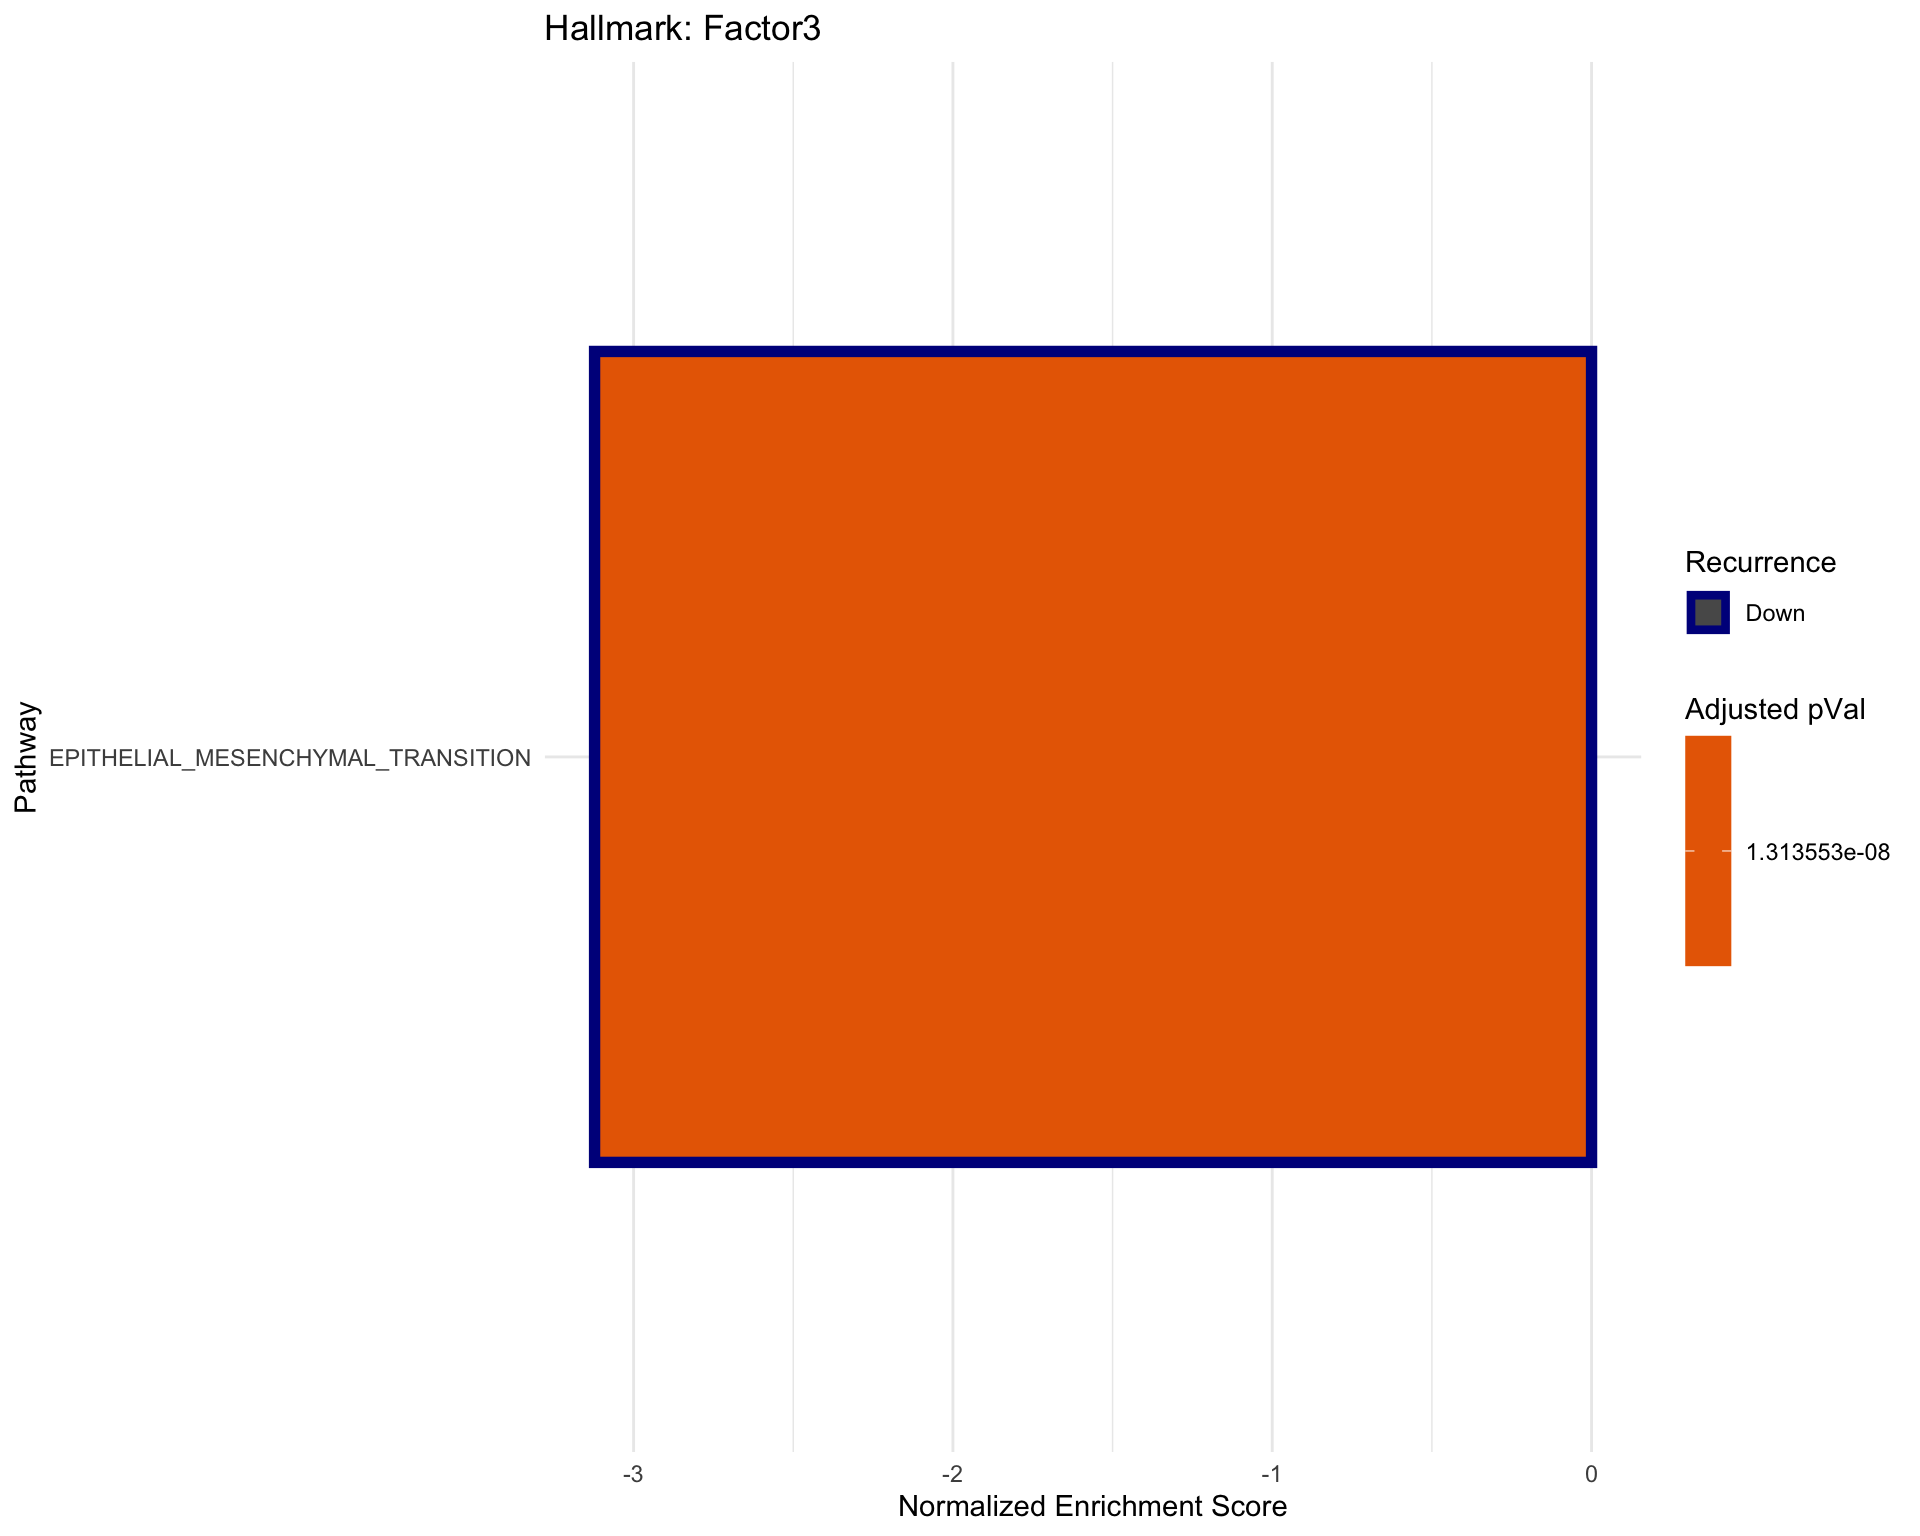 Hallmark: Factor3
Pathway
EPITHELIAL_MESENCHYMAL_TRANSITION
Recurrence
Down
Adjusted pVal
1.313553e-08
-3 -2 -1 0
Normalized Enrichment Score